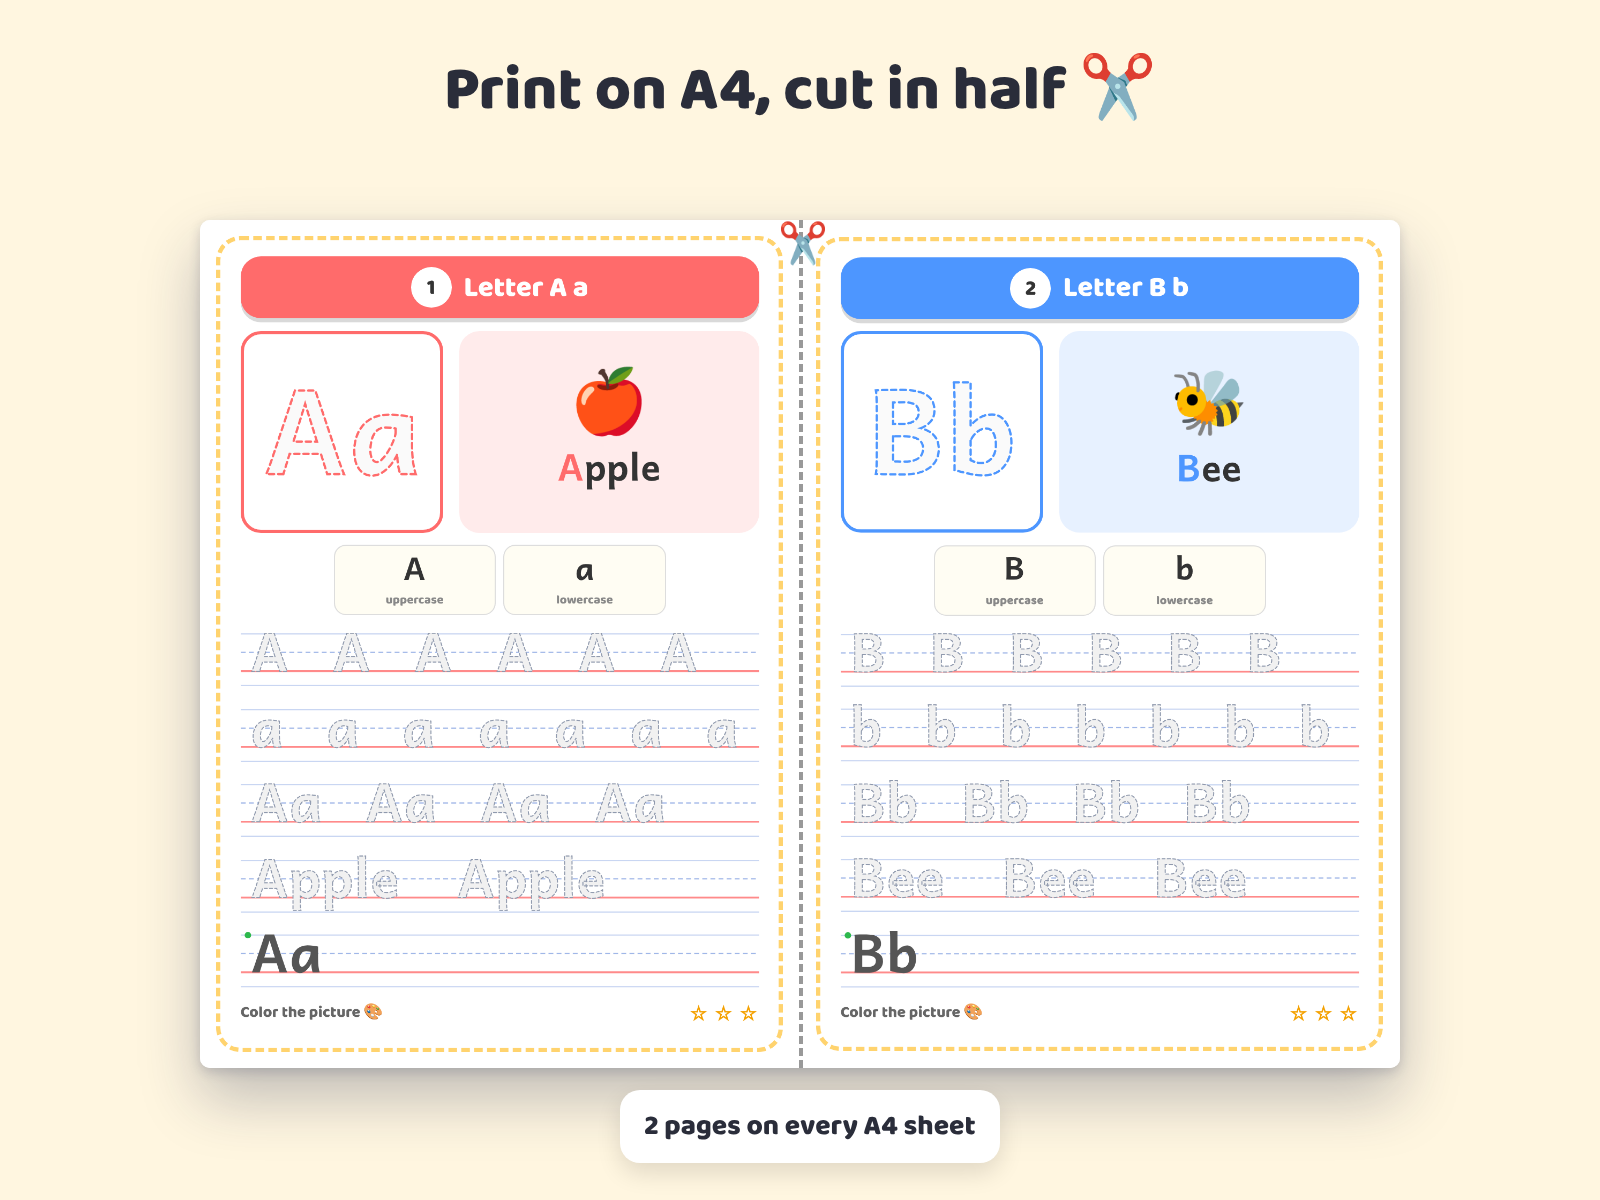 Print on A4, cut in half
1 Letter A a
Aa
Apple
A
uppercase
a
lowercase
A A A A A A
a a a a a a a
Aa Aa Aa Aa
Apple Apple
Aa
Color the picture
2 Letter B b
Bb
Bee
B
uppercase
b
lowercase
B B B B B B
b b b b b b b
Bb Bb Bb Bb
Bee Bee Bee
Bb
Color the picture
2 pages on every A4 sheet